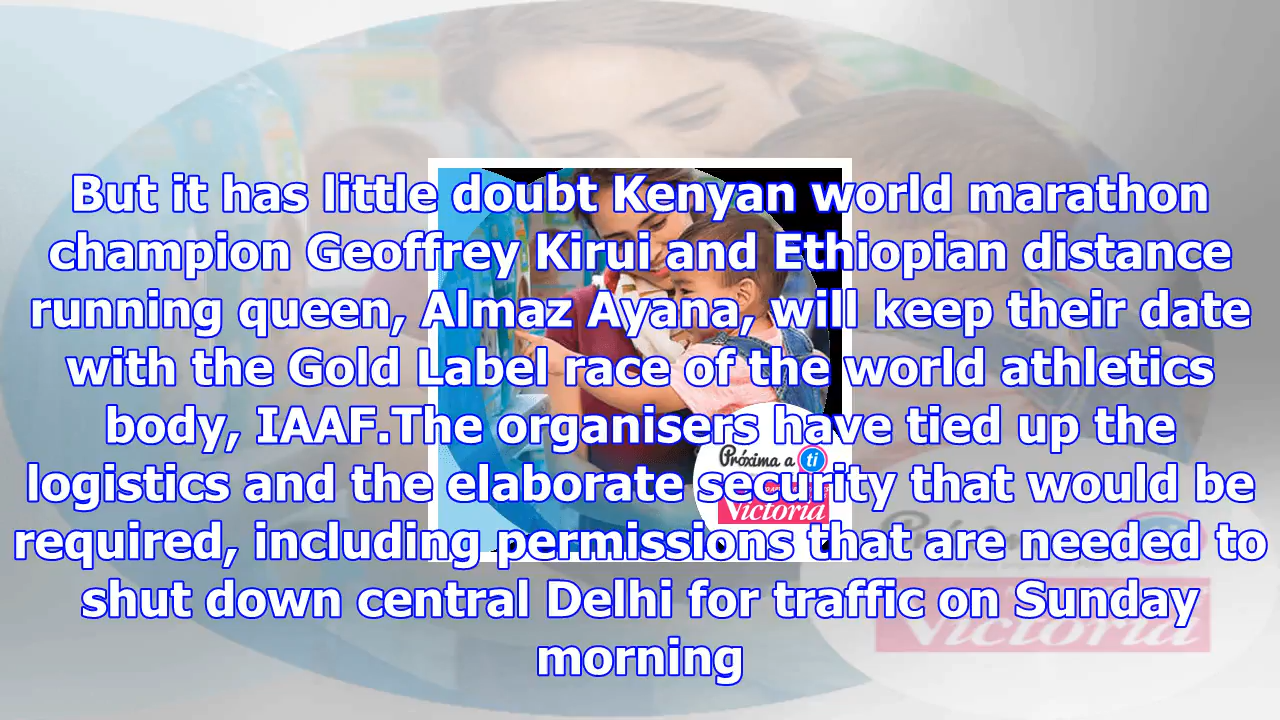 But it has little doubt Kenyan world marathon
champion Geoffrey Kirui and Ethiopian distance
running queen, Almaz Ayana, will keep their date
with the Gold Label race of the world athletics
body, IAAF.The organisers have tied up the
logistics and the elaborate security that would be
required, including permissions that are needed to
shut down central Delhi for traffic on Sunday
morning
Próxima a ti
Victoria
Victoria